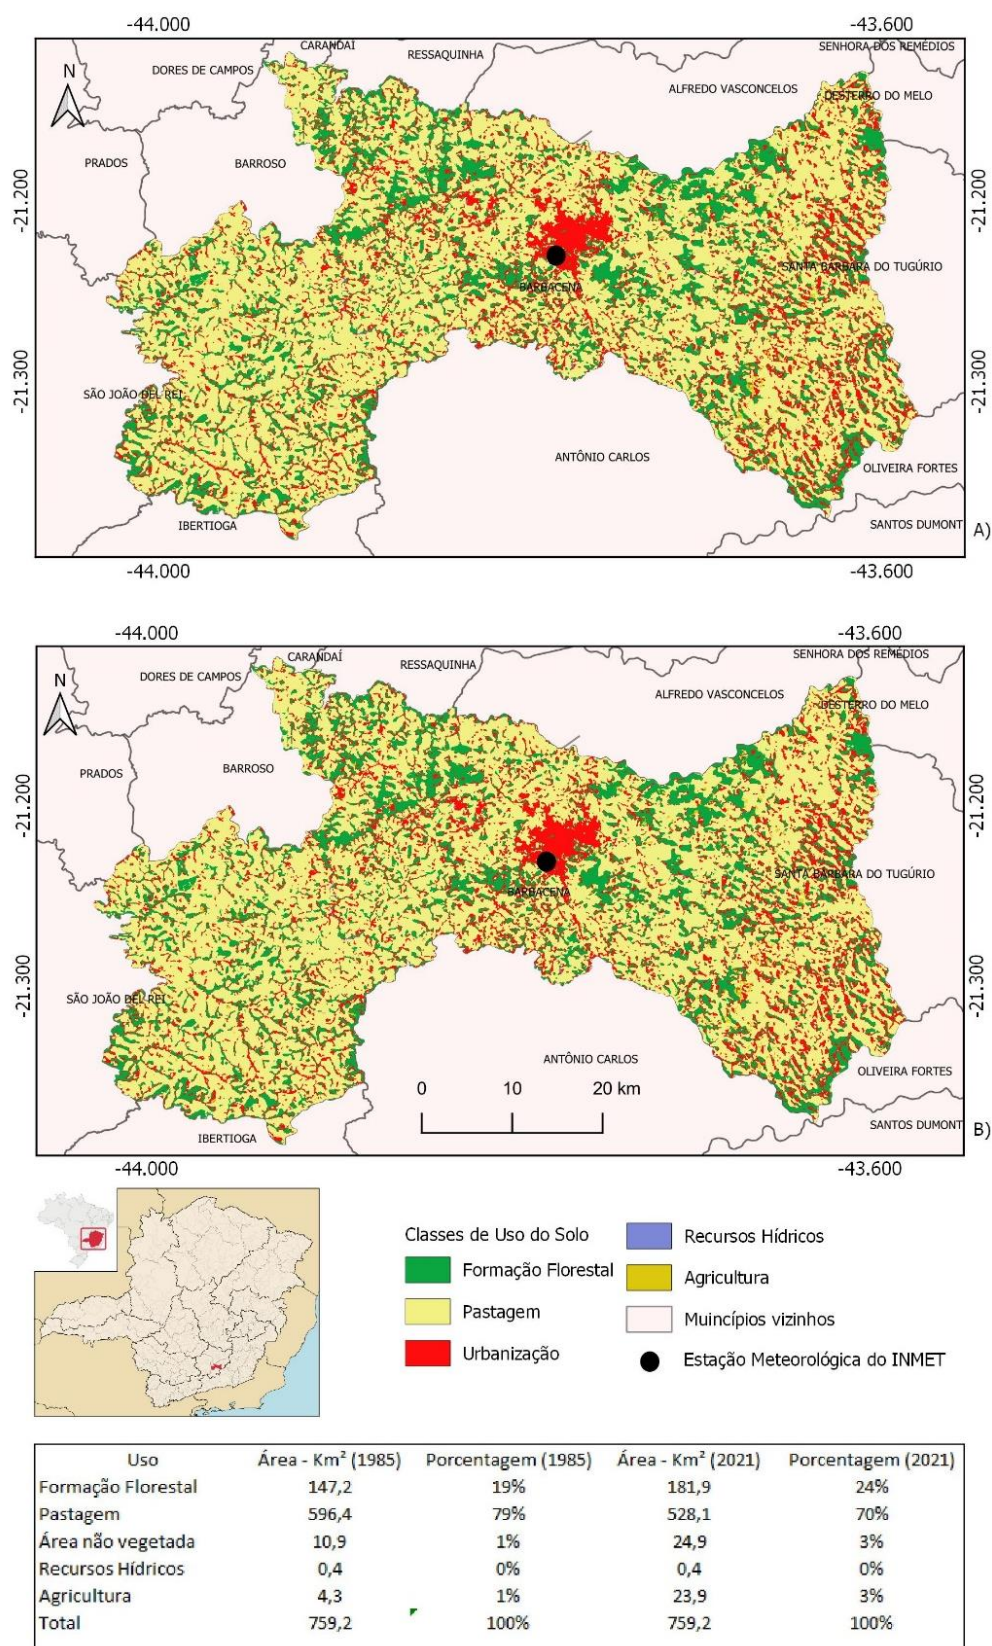 -44.000 -43.600
CARANDAÍ RESSAQUINHA SENHORA DOS REMÉDIOS
N DORES DE CAMPOS ALFREDO VASCONCELOS DESTERRO DO MELO
PRADOS BARROSO
-21.200 -21.200
SANTA BÁRBARA DO TUGÚRIO
BARBACENA
-21.300 -21.300
SÃO JOÃO DEL REI
ANTÔNIO CARLOS
OLIVEIRA FORTES
IBERTIOGA SANTOS DUMONT
A)
-44.000 -43.600
-44.000 -43.600
CARANDAÍ RESSAQUINHA SENHORA DOS REMÉDIOS
N DORES DE CAMPOS ALFREDO VASCONCELOS
DESTERRO DO MELO
PRADOS BARROSO
-21.200 -21.200
SANTA BÁRBARA DO TUGÚRIO
BARBACENA
-21.300 -21.300
SÃO JOÃO DEL REI
ANTÔNIO CARLOS
OLIVEIRA FORTES
0 10 20 km
IBERTIOGA SANTOS DUMONT
B)
-44.000 -43.600
Classes de Uso do Solo
Formação Florestal
Pastagem
Urbanização
Recursos Hídricos
Agricultura
Muincípios vizinhos
Estação Meteorológica do INMET
Uso Área - Km² (1985) Porcentagem (1985) Área - Km² (2021) Porcentagem (2021)
Formação Florestal 147,2 19% 181,9 24%
Pastagem 596,4 79% 528,1 70%
Área não vegetada 10,9 1% 24,9 3%
Recursos Hídricos 0,4 0% 0,4 0%
Agricultura 4,3 1% 23,9 3%
Total 759,2 100% 759,2 100%